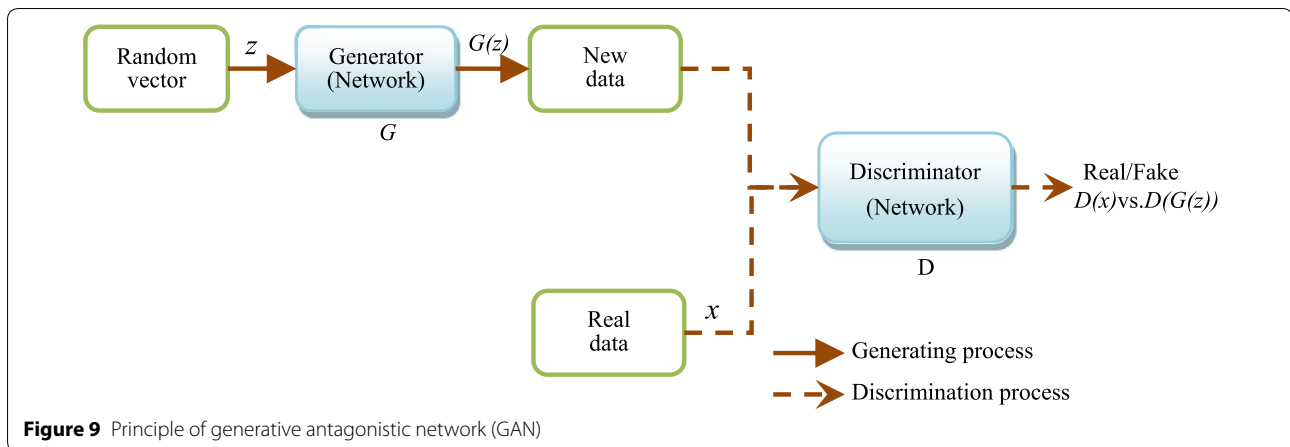 Random
vector
z
Generator
(Network)
G
G(z)
New
data
Discriminator
(Network)
D
Real/Fake
D(x)vs.D(G(z))
Real
data
x
Generating process
Discrimination process
Figure 9 Principle of generative antagonistic network (GAN)